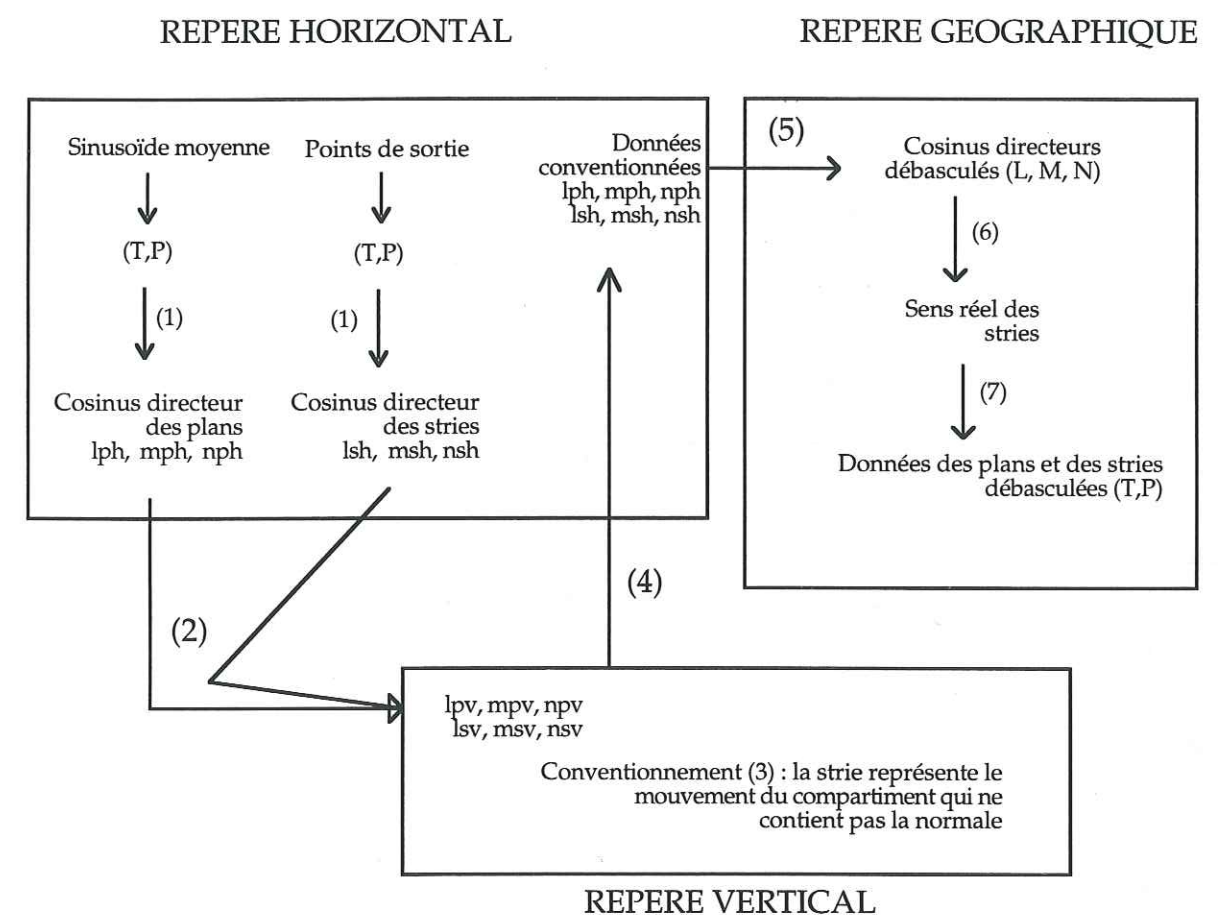 REPERE HORIZONTAL
REPERE GEOGRAPHIQUE
Sinusoïde moyenne
(T,P)
(1)
Cosinus directeur
des plans
lph, mph, nph
Points de sortie
(T,P)
(1)
Cosinus directeur
des stries
lsh, msh, nsh
Données
conventionnées
lph, mph, nph
lsh, msh, nsh
(5)
Cosinus directeurs
débasculés (L, M, N)
(6)
Sens réel des
stries
(7)
Données des plans et des stries
débasculées (T,P)
(2)
(4)
lpv, mpv, npv
lsv, msv, nsv
Conventionnement (3) : la strie représente le
mouvement du compartiment qui ne
contient pas la normale
REPERE VERTICAL